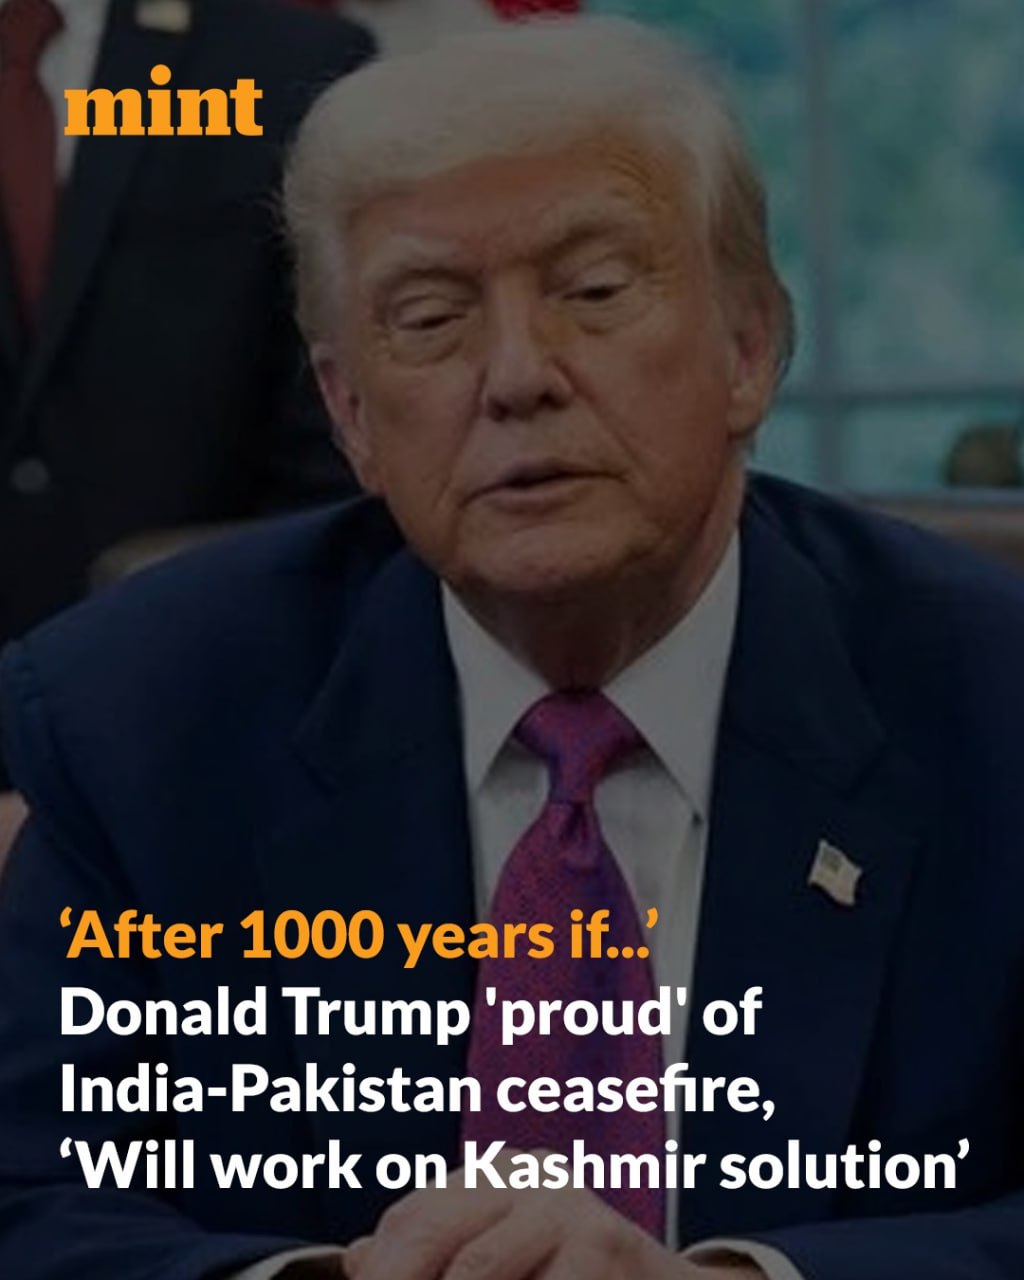 mint
‘After 1000 years if...’
Donald Trump 'proud' of
India-Pakistan ceasefire,
‘Will work on Kashmir solution’